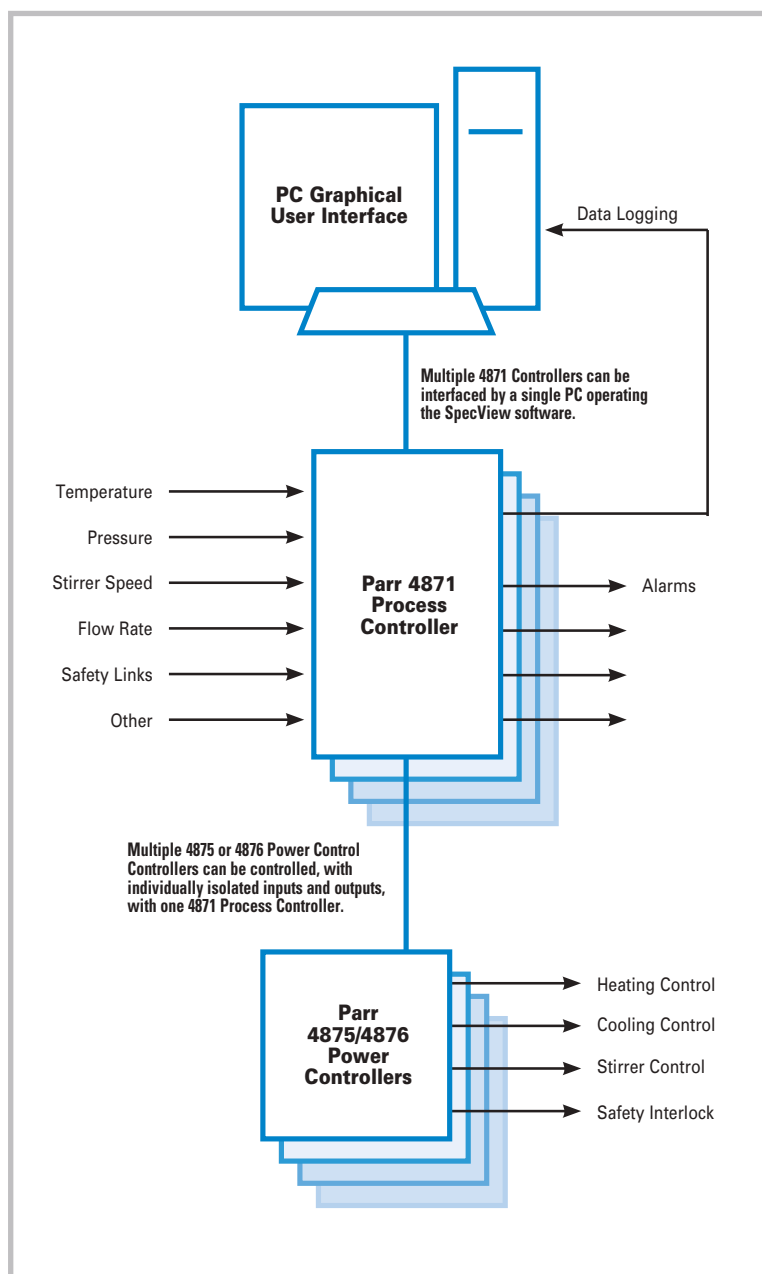 PC Graphical
User Interface
Data Logging
Multiple 4871 Controllers can be
interfaced by a single PC operating
the SpecView software.
Temperature
Pressure
Stirrer Speed
Flow Rate
Safety Links
Other
Parr 4871
Process
Controller
Alarms
Multiple 4875 or 4876 Power Control
Controllers can be controlled, with
individually isolated inputs and outputs,
with one 4871 Process Controller.
Parr
4875/4876
Power
Controllers
Heating Control
Cooling Control
Stirrer Control
Safety Interlock